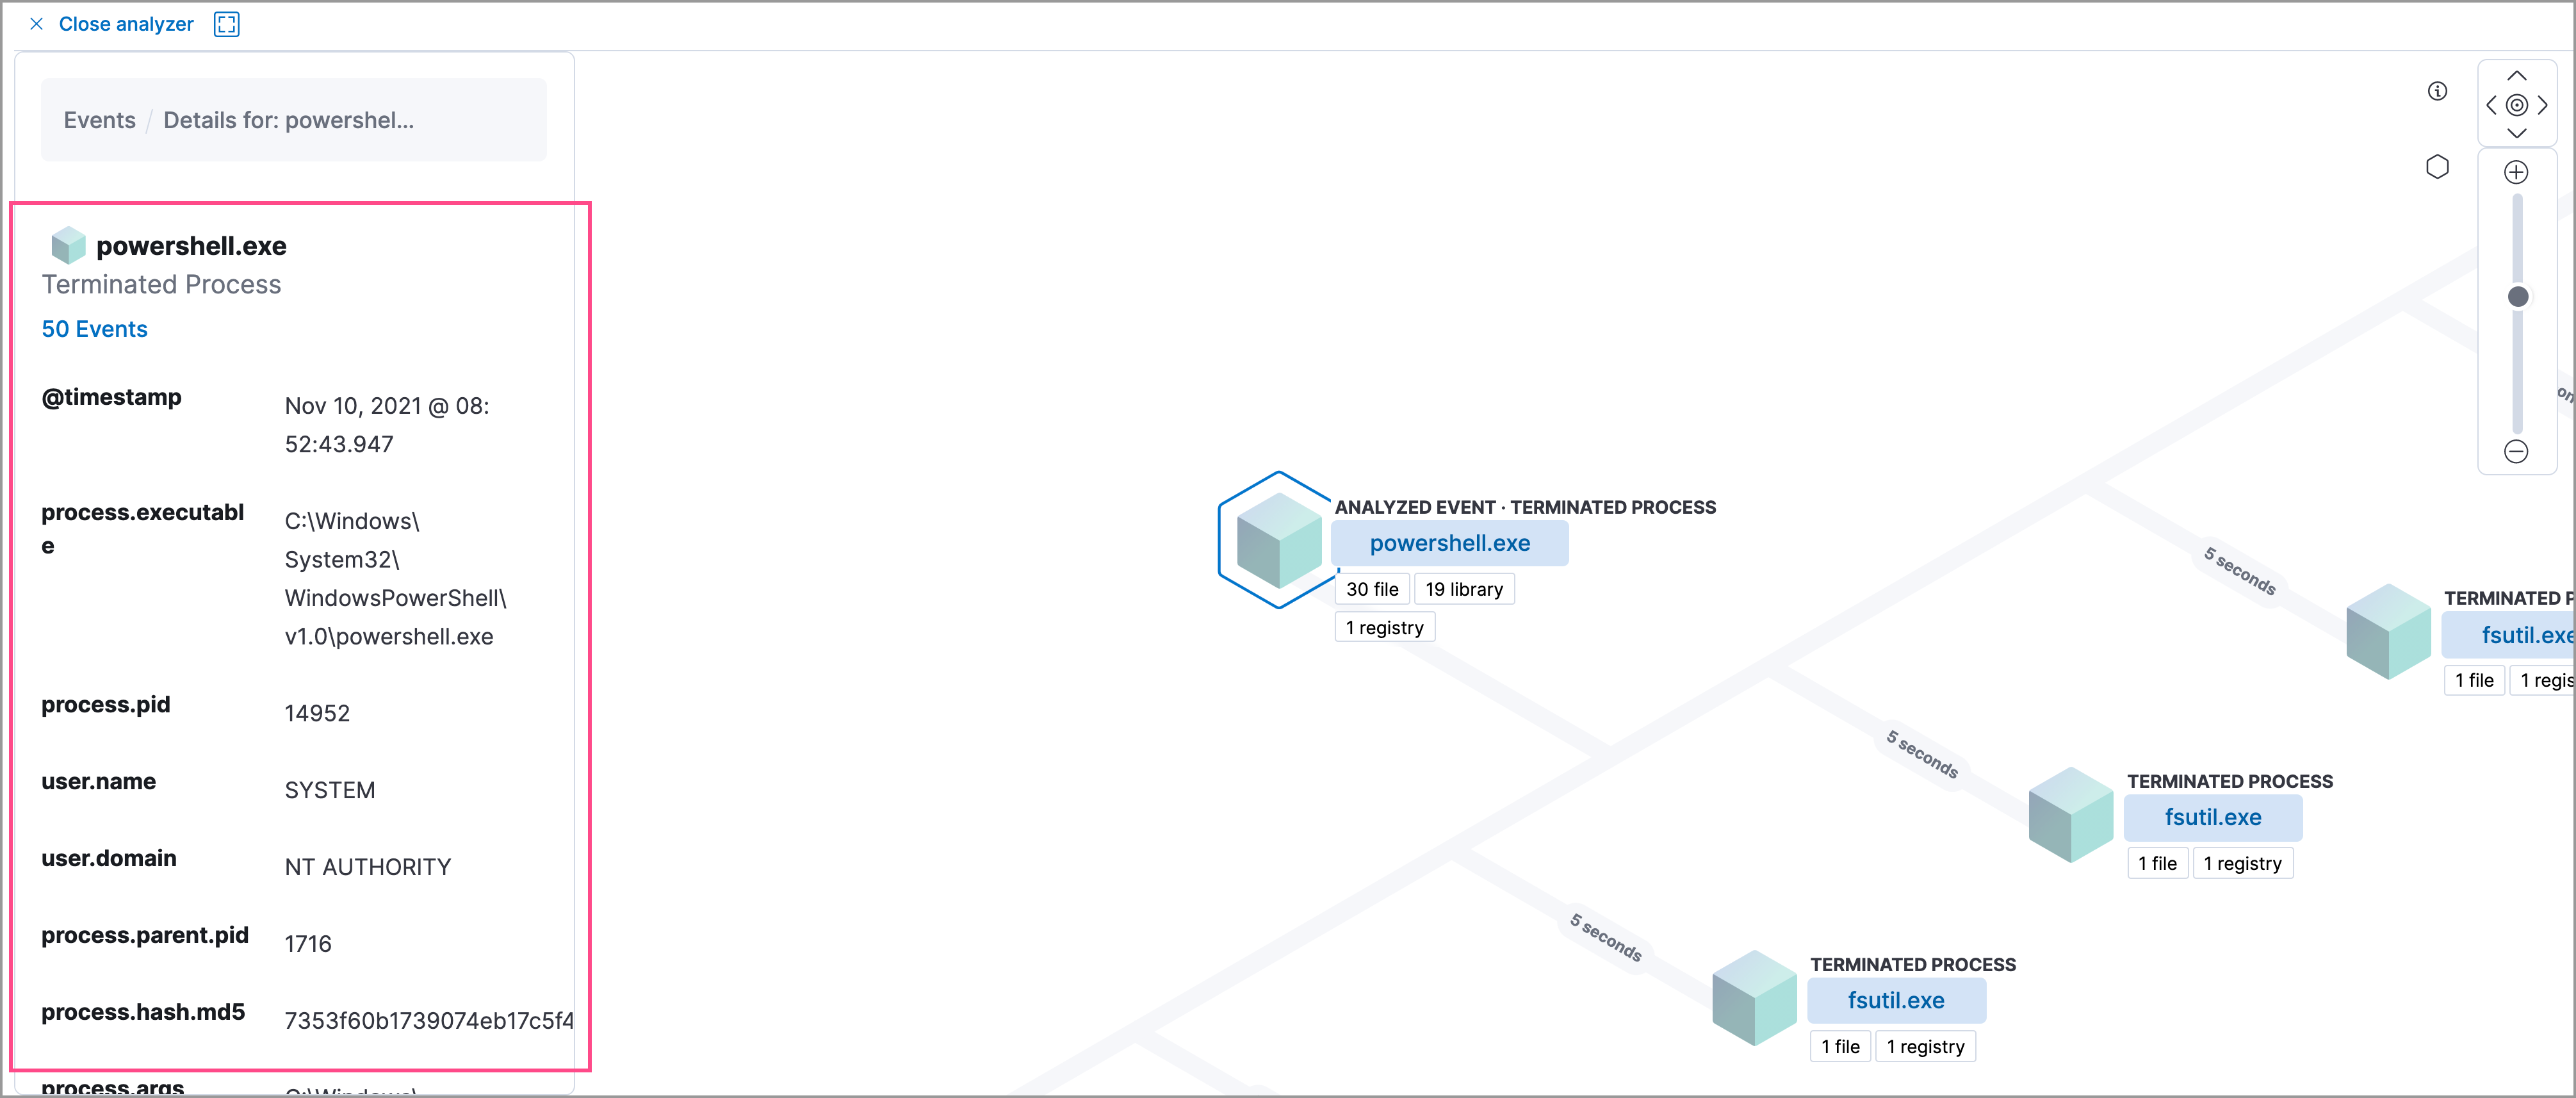 Close analyzer
Events / Details for: powershel...
powershell.exe
Terminated Process
50 Events
@timestamp
Nov 10, 2021 @ 08:
52:43.947
process.executabl
e
C:\Windows\
System32\
WindowsPowerShell\
v1.0\powershell.exe
process.pid
14952
user.name
SYSTEM
user.domain
NT AUTHORITY
process.parent.pid
1716
process.hash.md5
7353f60b1739074eb17c5f4
process.args
C:\Windows\
ANALYZED EVENT · TERMINATED PROCESS
powershell.exe
30 file
19 library
1 registry
5 seconds
TERMINATED P
fsutil.exe
1 file
1 regis
5 seconds
TERMINATED PROCESS
fsutil.exe
1 file
1 registry
5 seconds
TERMINATED PROCESS
fsutil.exe
1 file
1 registry